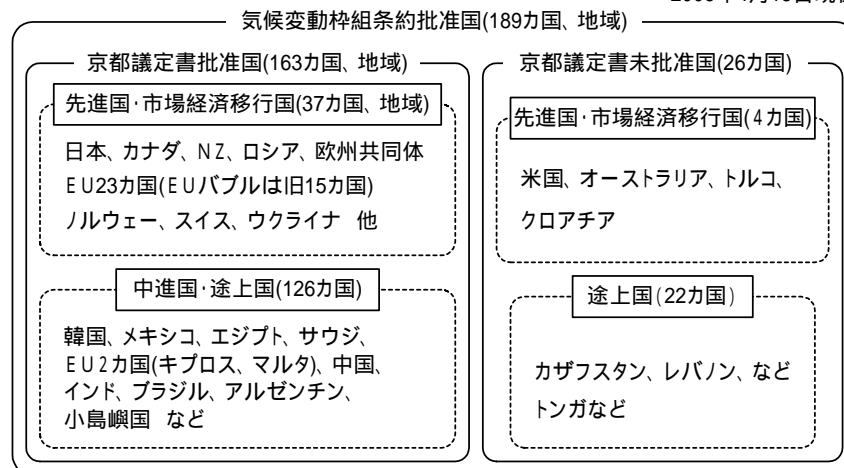 気候変動枠組条約批准国(189カ国、地域)
京都議定書批准国(163カ国、地域)
先進国・市場経済移行国(37カ国、地域)
日本、カナダ、NZ、ロシア、欧州共同体
EU23カ国(EUバブルは旧15カ国)
ノルウェー、スイス、ウクライナ 他
中進国・途上国(126カ国)
韓国、メキシコ、エジプト、サウジ、
EU2カ国(キプロス、マルタ)、中国、
インド、ブラジル、アルゼンチン、
小島嶼国 など
京都議定書未批准国(26カ国)
先進国・市場経済移行国(4カ国)
米国、オーストラリア、トルコ、
クロアチア
途上国(22カ国)
カザフスタン、レバノン、など
トンガなど